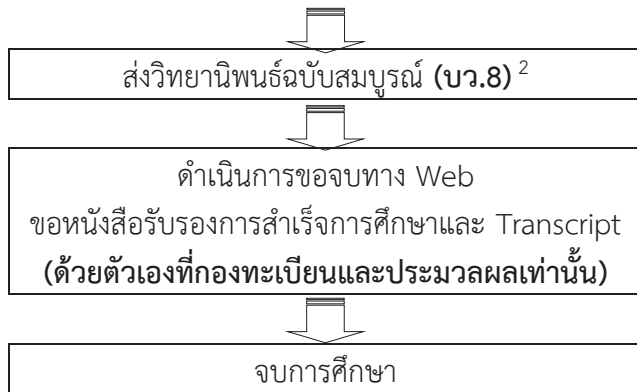 ส่งวิทยานิพนธ์ฉบับสมบูรณ์ (บว.8) 2
ดำเนินการขอจบทาง Web
ขอหนังสือรับรองการสำเร็จการศึกษาและ Transcript
(ด้วยตัวเองที่กองทะเบียนและประมวลผลเท่านั้น)
จบการศึกษา